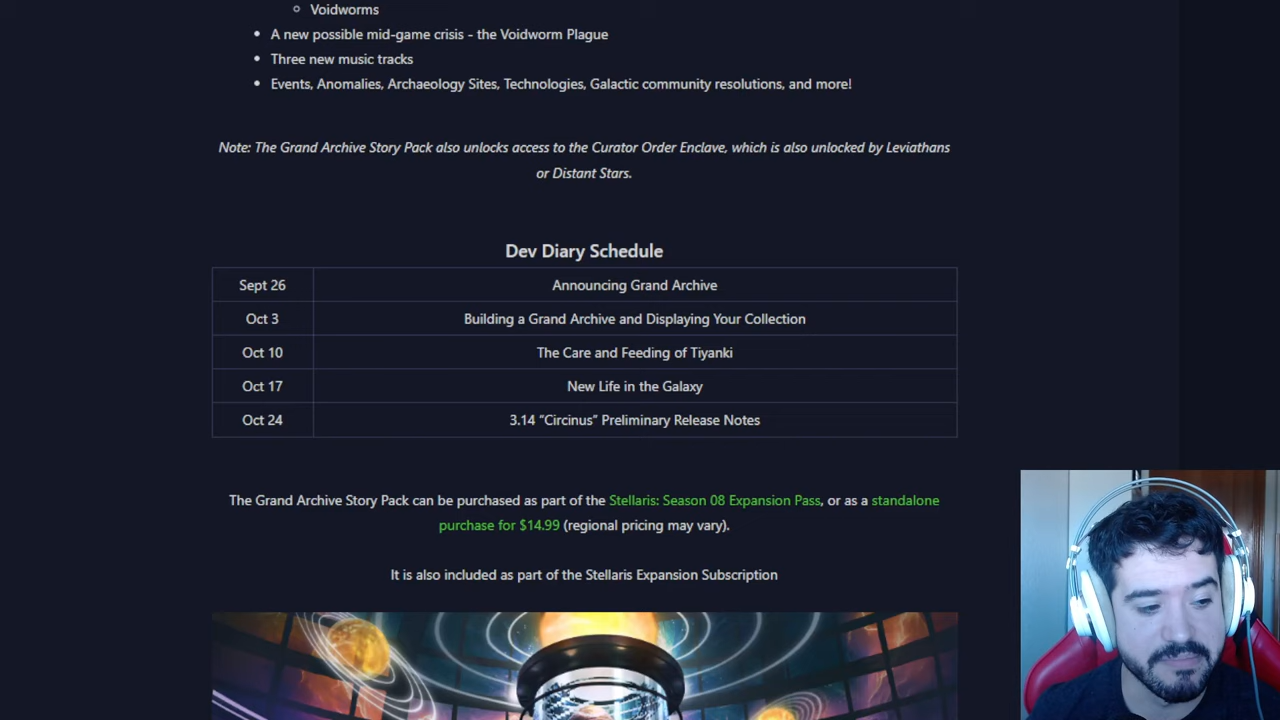 Voidworms
A new possible mid-game crisis - the Voidworm Plague
Three new music tracks
Events, Anomalies, Archaeology Sites, Technologies, Galactic community resolutions, and more!
Note: The Grand Archive Story Pack also unlocks access to the Curator Order Enclave, which is also unlocked by Leviathans
or Distant Stars.
Dev Diary Schedule
Sept 26 Announcing Grand Archive
Oct 3 Building a Grand Archive and Displaying Your Collection
Oct 10 The Care and Feeding of Tiyanki
Oct 17 New Life in the Galaxy
Oct 24 3.14 “Circinus” Preliminary Release Notes
The Grand Archive Story Pack can be purchased as part of the Stellaris: Season 08 Expansion Pass, or as a standalone
purchase for $14.99 (regional pricing may vary).
It is also included as part of the Stellaris Expansion Subscription